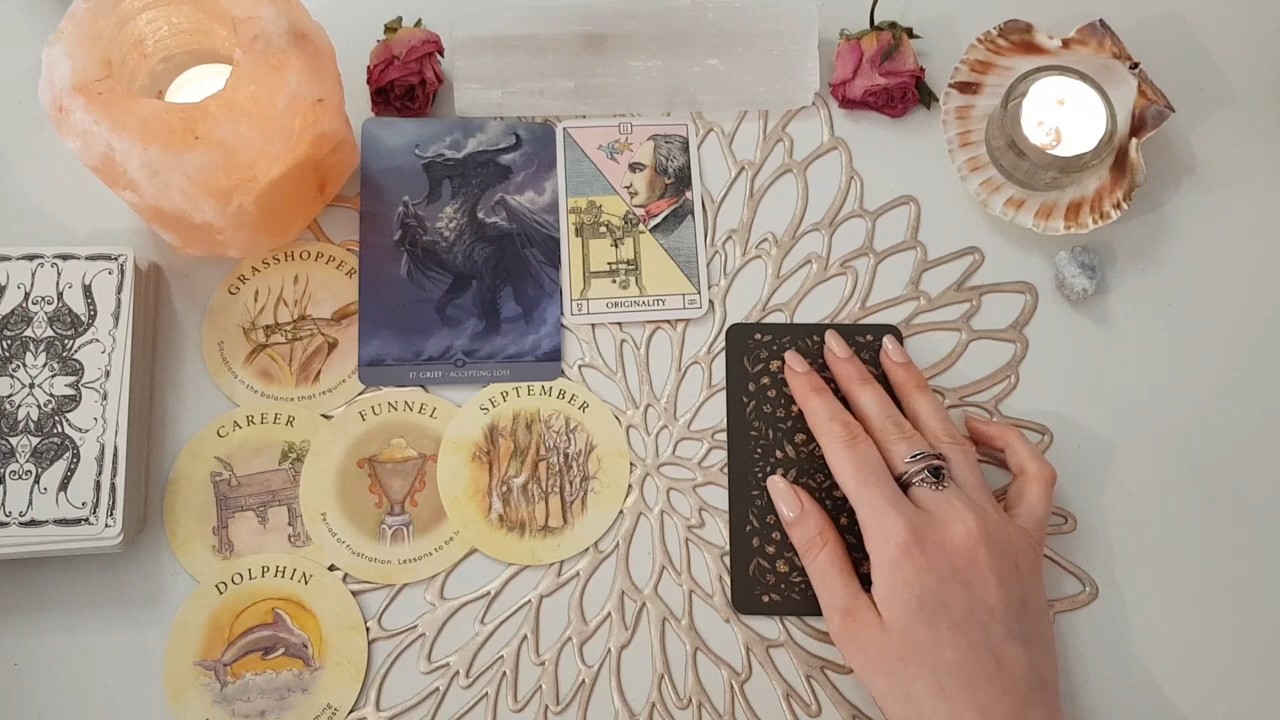 II
ORIGINALITY
17. GRIEF - ACCEPTING LOSS
GRASSHOPPER
Situations in the balance that require
CAREER
FUNNEL
Period of frustration. Lessons to be
SEPTEMBER
DOLPHIN